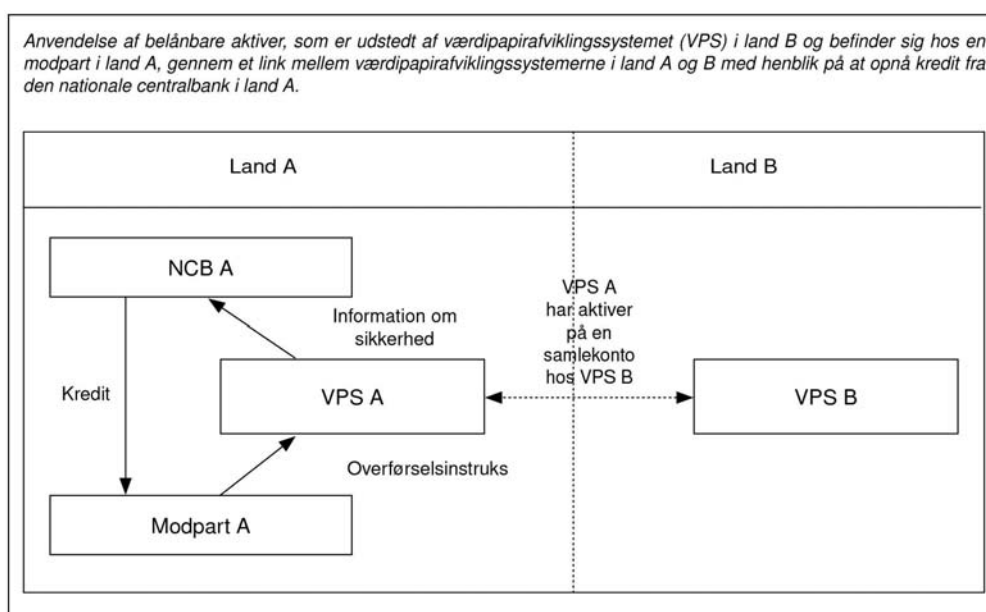 Anvendelse af belånbare aktiver, som er udstedt af værdipapirafviklingssystemet (VPS) i land B og befinder sig hos en
modpart i land A, gennem et link mellem værdipapirafviklingssystemerne i land A og B med henblik på at opnå kredit fra
den nationale centralbank i land A.
Land A
Land B
NCB A
Information om
sikkerhed
VPS A
har aktiver
på en
samlekonto
hos VPS B
Kredit
VPS A
VPS B
Overførselsinstruks
Modpart A